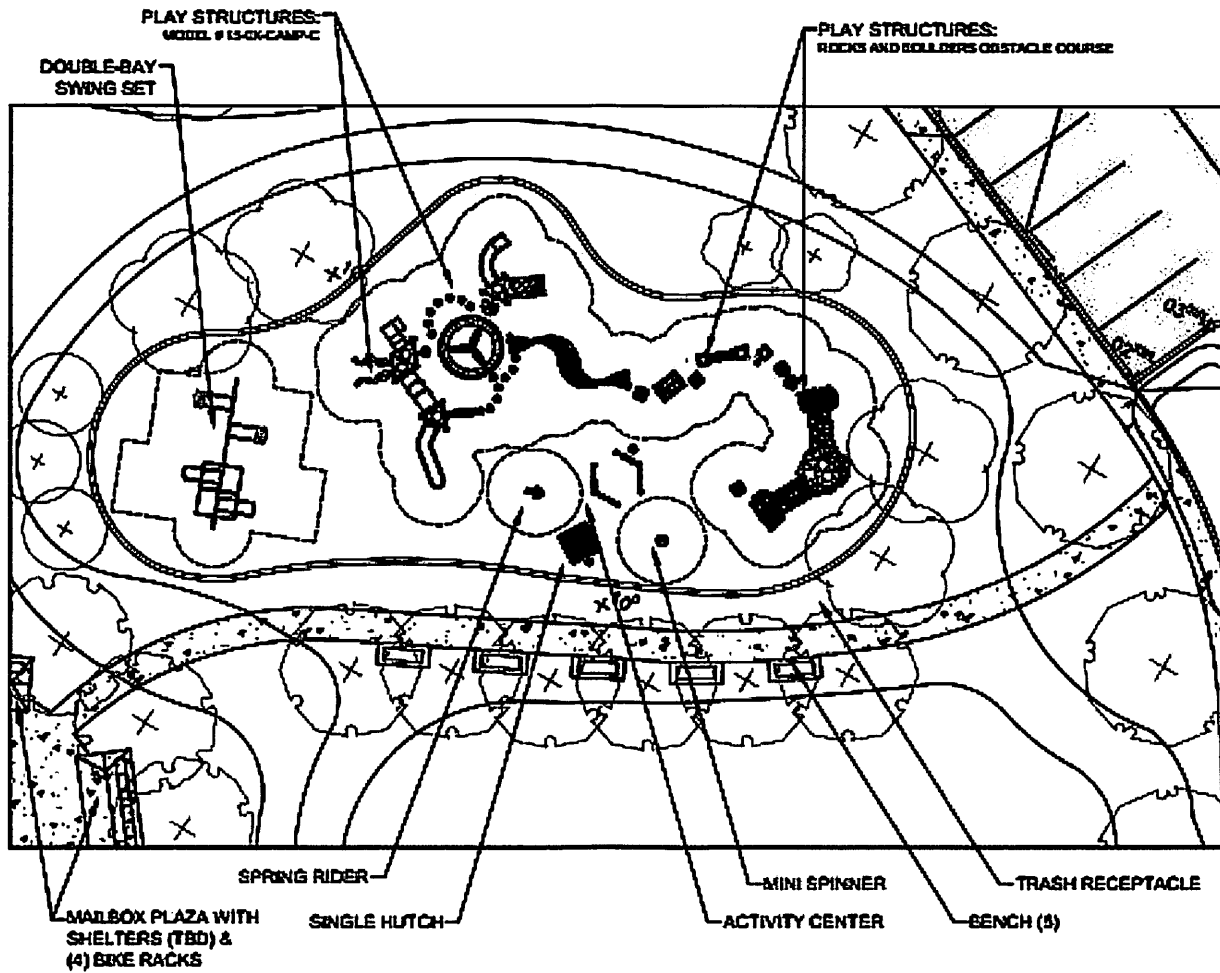 PLAY STRUCTURES:
PLAY STRUCTURES:
ROCKS AND BOULDERS OBSTACLE COURSE
DOUBLE-BAY
SWING SET
SPRING RIDER
MINI SPINNER
TRASH RECEPTACLE
MAILBOX PLAZA WITH
SHELTERS (TBD) &
(4) BIKE RACKS
SINGLE HUTCH
ACTIVITY CENTER
BENCH (5)